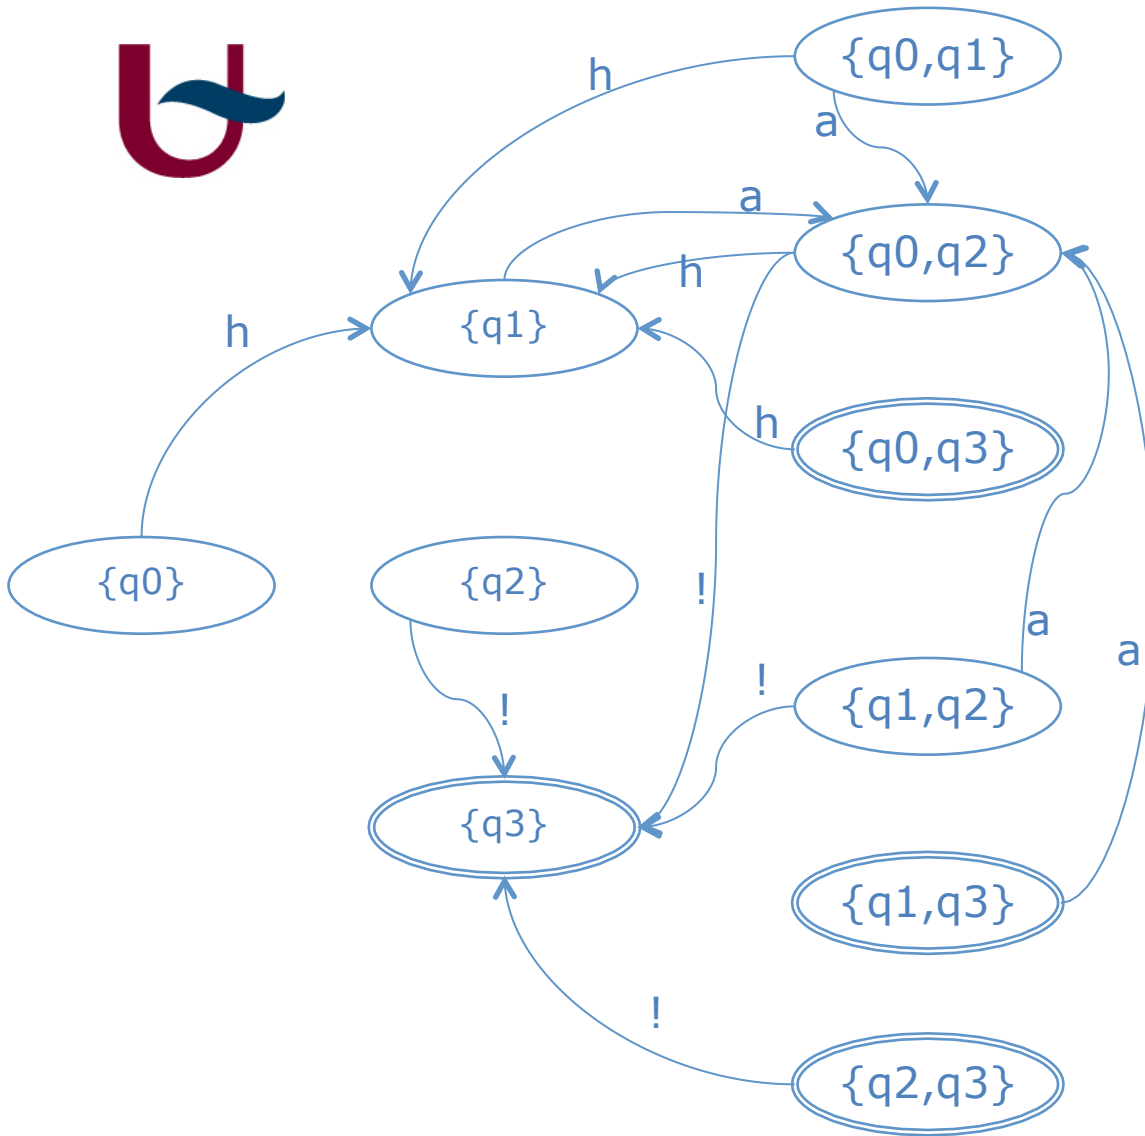 {q0,q1}
h
a
a
{q0,q2}
h
{q1}
h
h
{q0,q3}
{q0}
{q2}
!
a
a
!
{q1,q2}
!
{q3}
{q1,q3}
!
{q2,q3}